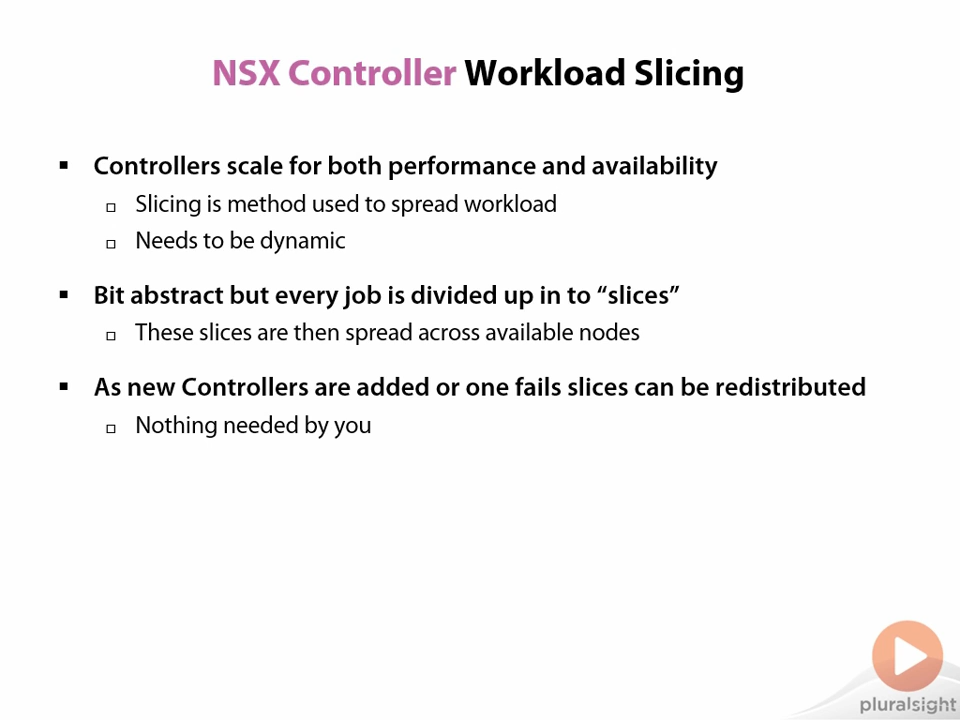 NSX Controller Workload Slicing
Controllers scale for both performance and availability
Slicing is method used to spread workload
Needs to be dynamic
Bit abstract but every job is divided up in to “slices”
These slices are then spread across available nodes
As new Controllers are added or one fails slices can be redistributed
Nothing needed by you
pluralsight